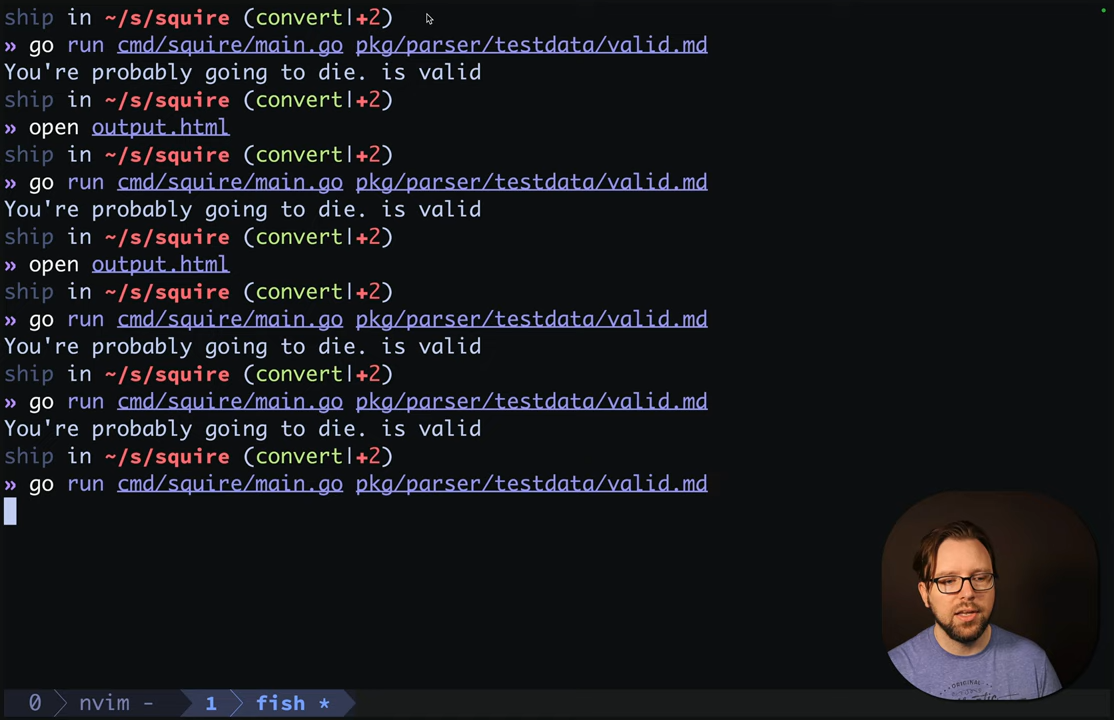 ship in ~/s/squire (convert|+2)
» go run cmd/squire/main.go pkg/parser/testdata/valid.md
You're probably going to die. is valid
ship in ~/s/squire (convert|+2)
» open output.html
ship in ~/s/squire (convert|+2)
» go run cmd/squire/main.go pkg/parser/testdata/valid.md
You're probably going to die. is valid
ship in ~/s/squire (convert|+2)
» open output.html
ship in ~/s/squire (convert|+2)
» go run cmd/squire/main.go pkg/parser/testdata/valid.md
You're probably going to die. is valid
ship in ~/s/squire (convert|+2)
» go run cmd/squire/main.go pkg/parser/testdata/valid.md
You're probably going to die. is valid
ship in ~/s/squire (convert|+2)
» go run cmd/squire/main.go pkg/parser/testdata/valid.md
ORIGINAL
0 nvim - 1 fish *